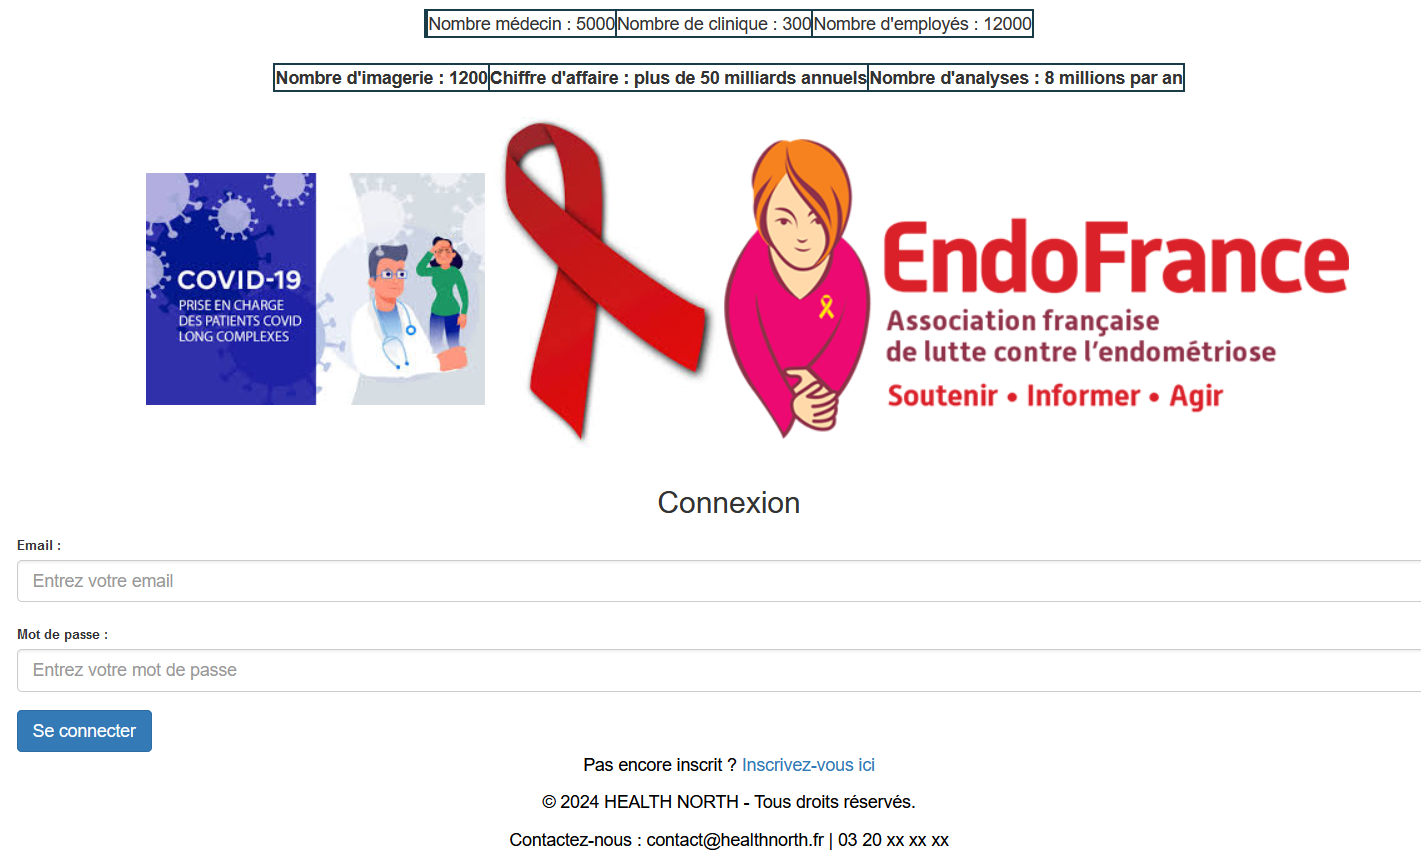 Nombre médecin : 5000 Nombre de clinique : 300 Nombre d'employés : 12000
Nombre d'imagerie : 1200 Chiffre d'affaire : plus de 50 milliards annuels Nombre d'analyses : 8 millions par an
COVID-19
PRISE EN CHARGE
DES PATIENTS COVID
LONG COMPLEXES
EndoFrance
Association française
de lutte contre l'endométriose
Soutenir • Informer • Agir
Connexion
Email :
Entrez votre email
Mot de passe :
Entrez votre mot de passe
Se connecter
Pas encore inscrit ? Inscrivez-vous ici
© 2024 HEALTH NORTH - Tous droits réservés.
Contactez-nous : contact@healthnorth.fr | 03 20 xx xx xx